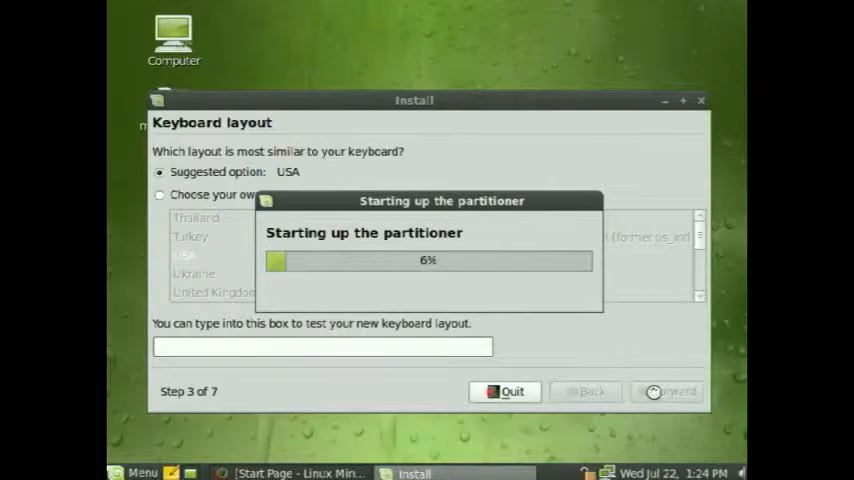 Computer
Install
Keyboard layout
Which layout is most similar to your keyboard?
Suggested option: USA
Choose your ow
Starting up the partitioner
Starting up the partitioner
6%
Thailand
Turkey
USA
Ukraine
United Kingdom
You can type into this box to test your new keyboard layout.
Step 3 of 7
Quit
Back
orward
Menu
[Start Page - Linux Min...
Install
Wed Jul 22, 1:24 PM